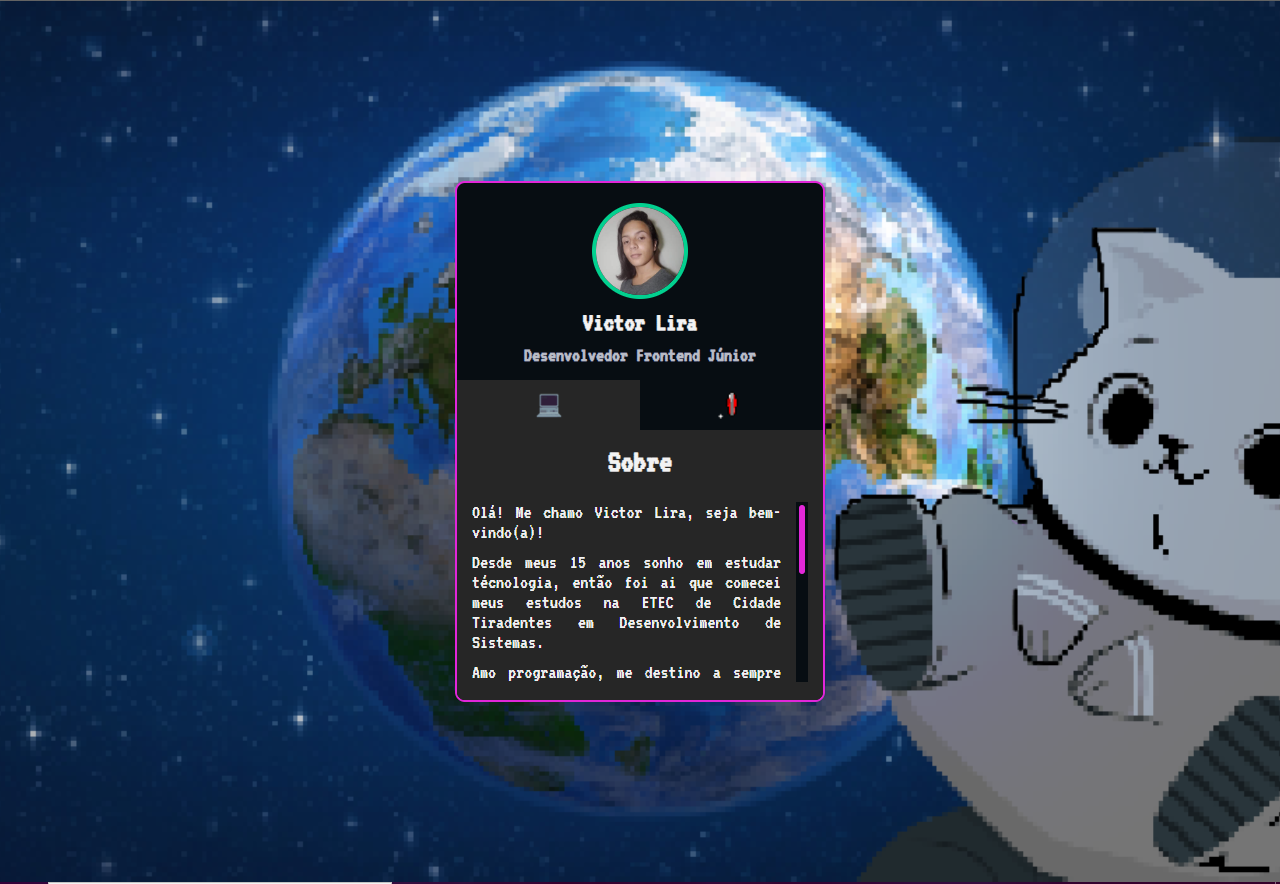 Victor Lira
Desenvolvedor Frontend Júnior
Sobre
Olá! Me chamo Victor Lira, seja bem-
vindo(a)!
Desde meus 15 anos sonho em estudar
técnologia, então foi ai que comecei
meus estudos na ETEC de Cidade
Tiradentes em Desenvolvimento de
Sistemas.
Amo programação, me destino a sempre